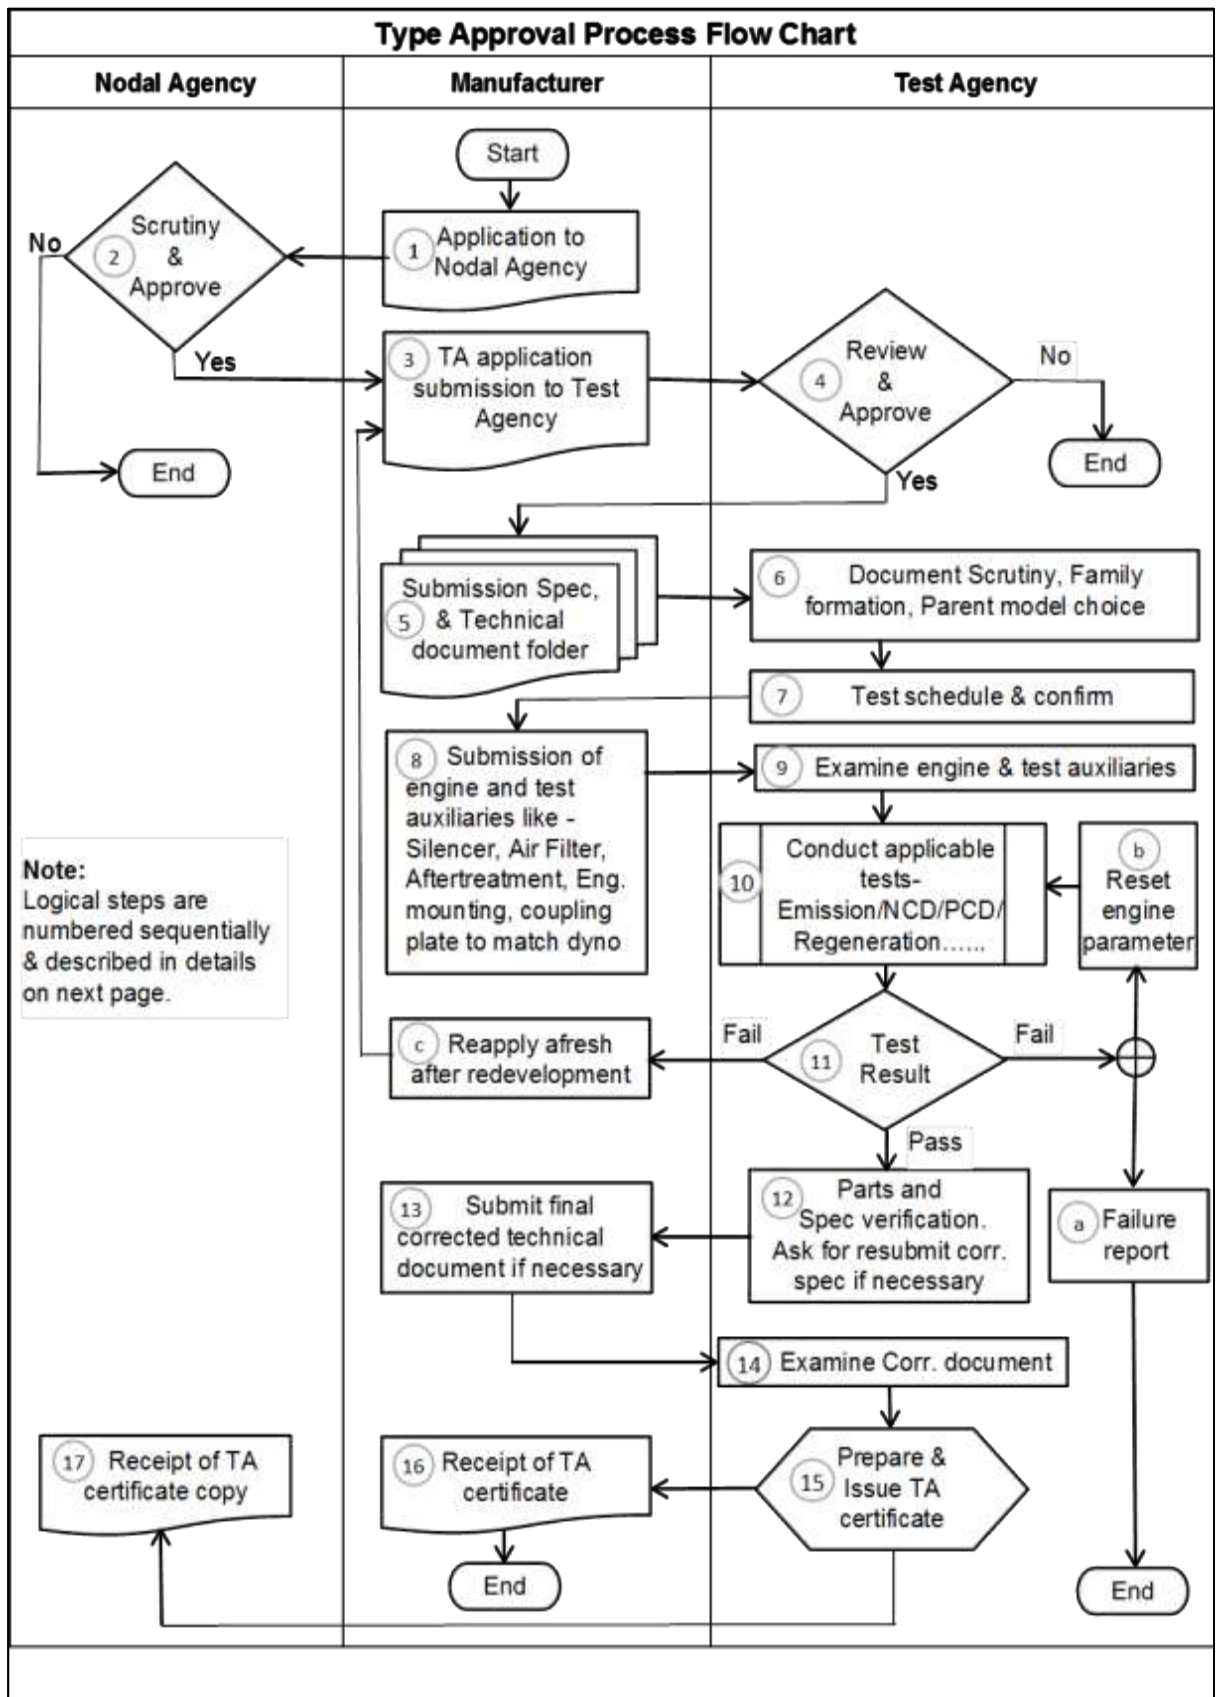 Type Approval Process Flow Chart
Nodal Agency
Manufacturer
Test Agency
Start
1 Application to
Nodal Agency
2 Scrutiny
&
Approve
No
Yes
End
3 TA application
submission to Test
Agency
4 Review
&
Approve
No
End
Yes
5 Submission Spec,
& Technical
document folder
6 Document Scrutiny, Family
formation, Parent model choice
7 Test schedule & confirm
8 Submission of
engine and test
auxiliaries like -
Silencer, Air Filter,
Aftertreatment, Eng.
mounting, coupling
plate to match dyno
9 Examine engine & test auxiliaries
10 Conduct applicable
tests-
Emission/NCD/PCD/
Regeneration......
b
Reset
engine
parameter
Note:
Logical steps are
numbered sequentially
& described in details
on next page.
11 Test
Result
Fail
Fail
Pass
c Reapply afresh
after redevelopment
12 Parts and
Spec verification.
Ask for resubmit corr.
spec if necessary
a Failure
report
13 Submit final
corrected technical
document if necessary
14 Examine Corr. document
15 Prepare &
Issue TA
certificate
16 Receipt of TA
certificate
17 Receipt of TA
certificate copy
End
End